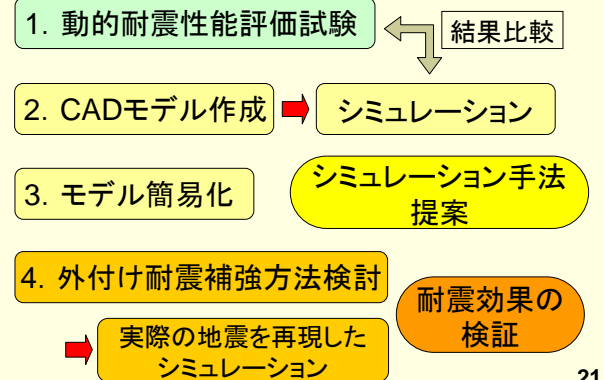 1. 動的耐震性能評価試験
結果比較
2. CADモデル作成
シミュレーション
3. モデル簡易化
シミュレーション手法
提案
4. 外付け耐震補強方法検討
耐震効果の
検証
実際の地震を再現した
シミュレーション
21